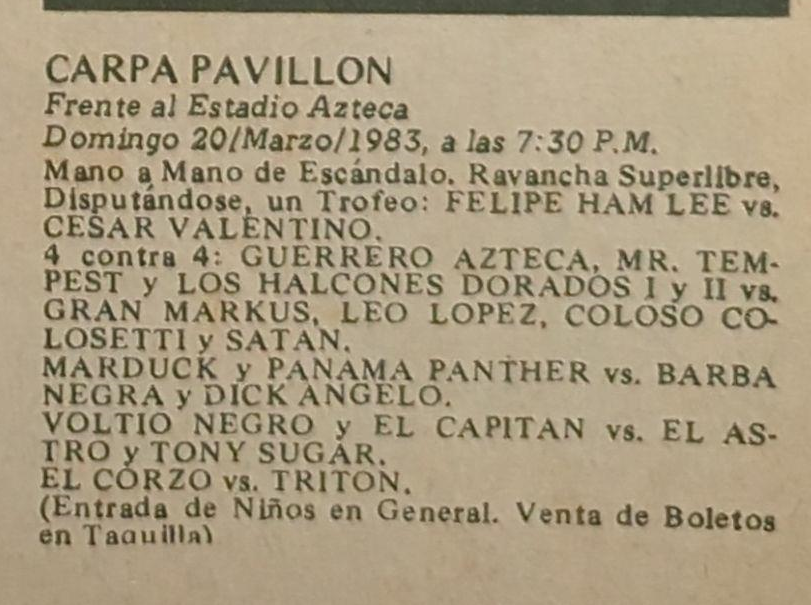 CARPA PAVILLON
Frente al Estadio Azteca
Domingo 20/Marzo/1983, a las 7:30 P.M.
Mano a Mano de Escándalo. Ravancha Superlibre,
Disputándose, un Trofeo: FELIPE HAM LEE vs.
CESAR VALENTINO.
4 contra 4: GUERRERO AZTECA, MR. TEM-
PEST y LOS HALCONES DORADOS I y II vs.
GRAN MARKUS, LEO LOPEZ, COLOSO CO-
LOSETTI y SATAN.
MARDUCK y PANAMA PANTHER vs. BARBA
NEGRA y DICK ANGELO.
VOLTIO NEGRO y EL CAPITAN vs. EL AS-
TRO y TONY SUGAR.
EL CORZO vs. TRITON.
(Entrada de Niños en General. Venta de Boletos
en Taquilla)